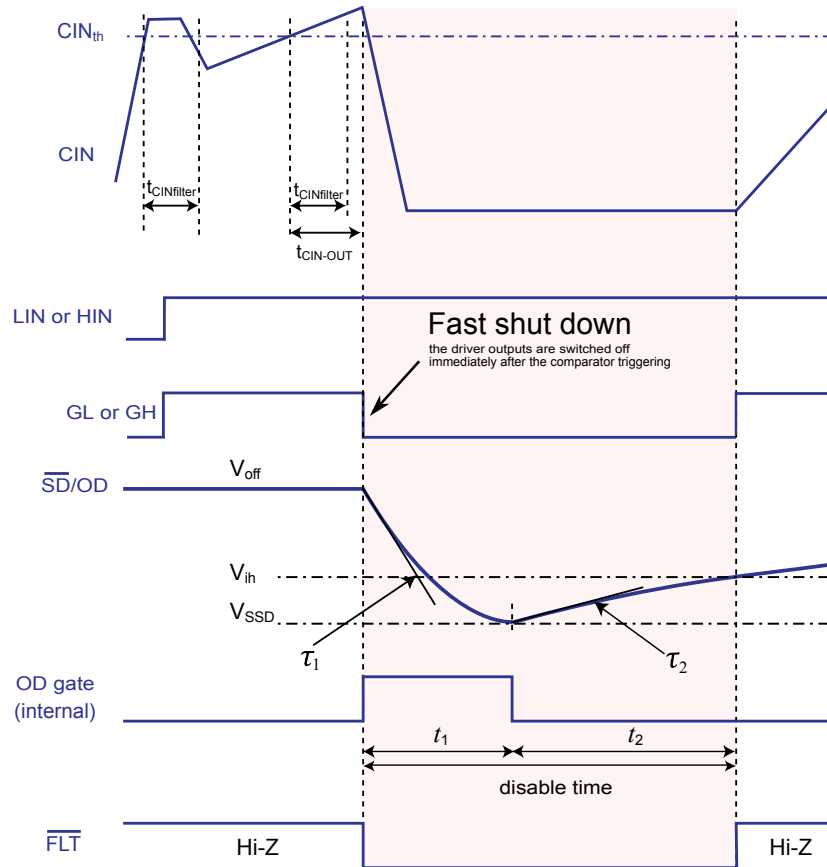 CINth
CIN
tCINfilter
tCINfilter
tCIN-OUT
LIN or HIN
Fast shut down
the driver outputs are switched off
immediately after the comparator triggering
GL or GH
SD/OD
Voff
Vih
VSSD
τ1
τ2
OD gate
(internal)
t1
t2
disable time
FLT
Hi-Z
Hi-Z